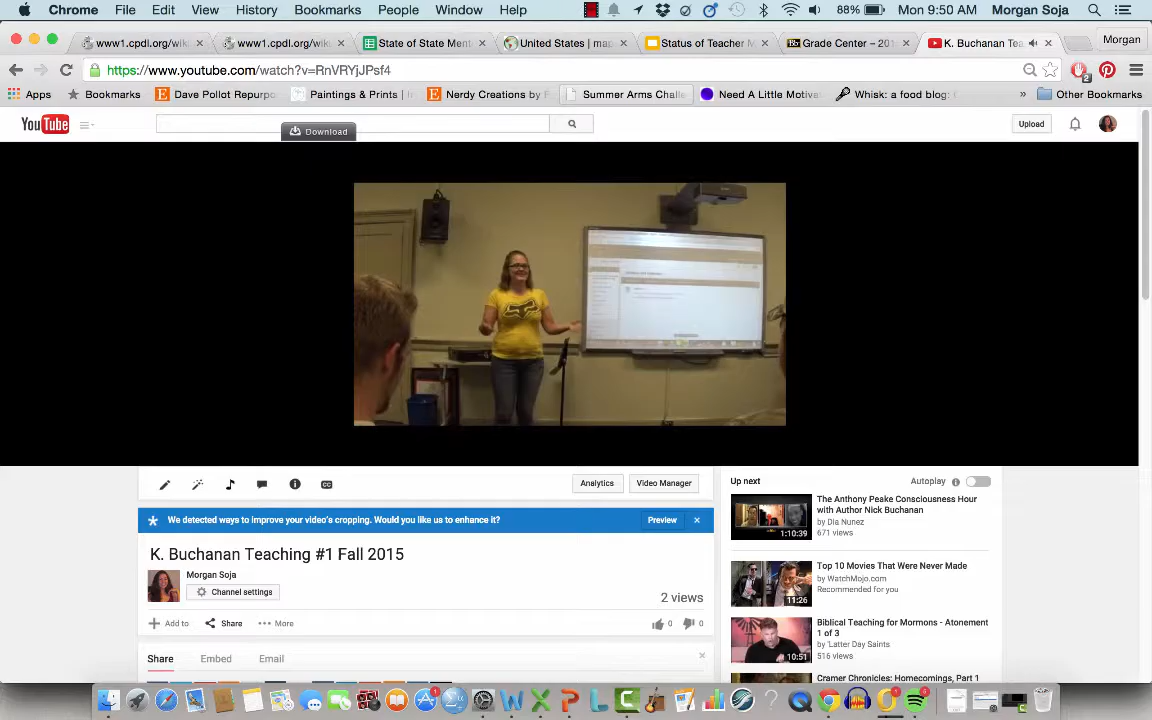 Chrome File Edit View History Bookmarks People Window Help 88% Mon 9:50 AM Morgan Soja
www1.cpdl.org/wiki www1.cpdl.org/wiki State of State Ment United States | map Status of Teacher M Grade Center – 201 K. Buchanan Tea Morgan
https://www.youtube.com/watch?v=RnVRYjJPsf4 2
Apps Bookmarks Dave Pollot Repurpo Paintings & Prints | Nerdy Creations by F Summer Arms Challe Need A Little Motiva Whisk: a food blog: » Other Bookmarks
YouTube Download Upload
Analytics Video Manager
We detected ways to improve your video's cropping. Would you like us to enhance it? Preview
K. Buchanan Teaching #1 Fall 2015
Morgan Soja
Channel settings
2 views
Add to Share More 0 0
Share Embed Email
Up next Autoplay
The Anthony Peake Consciousness Hour
with Author Nick Buchanan
by Dia Nunez
671 views
1:10:39
Top 10 Movies That Were Never Made
by WatchMojo.com
Recommended for you
11:26
Biblical Teaching for Mormons - Atonement
1 of 3
by 'Latter Day Saints
516 views
10:51
Cramer Chronicles: Homecomings, Part 1